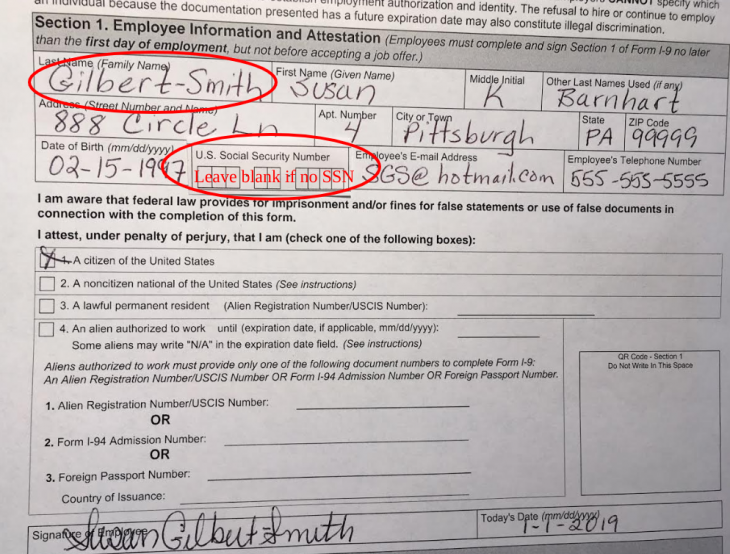 an individual because the documentation presented has a future expiration date may also constitute illegal discrimination.
Section 1. Employee Information and Attestation (Employees must complete and sign Section 1 of Form I-9 no later
than the first day of employment, but not before accepting a job offer.)
Last Name (Family Name) First Name (Given Name) Middle Initial Other Last Names Used (if any)
Gilbert-Smith Susan K Barnhart
Address (Street Number and Name) Apt. Number City or Town State ZIP Code
888 Circle Ln 4 Pittsburgh PA 99999
Date of Birth (mm/dd/yyyy) U.S. Social Security Number Employee's E-mail Address Employee's Telephone Number
02-15-1997 Leave blank if no SSN SGS@hotmail.com 555-555-5555
I am aware that federal law provides for imprisonment and/or fines for false statements or use of false documents in
connection with the completion of this form.
I attest, under penalty of perjury, that I am (check one of the following boxes):
X 1. A citizen of the United States
2. A noncitizen national of the United States (See instructions)
3. A lawful permanent resident (Alien Registration Number/USCIS Number):
4. An alien authorized to work until (expiration date, if applicable, mm/dd/yyyy):
Some aliens may write "N/A" in the expiration date field. (See instructions)
Aliens authorized to work must provide only one of the following document numbers to complete Form I-9:
An Alien Registration Number/USCIS Number OR Form I-94 Admission Number OR Foreign Passport Number.
QR Code - Section 1
Do Not Write In This Space
1. Alien Registration Number/USCIS Number:
OR
2. Form I-94 Admission Number:
OR
3. Foreign Passport Number:
Country of Issuance:
Signature of Employee Today's Date (mm/dd/yyyy)
Susan Gilbert-Smith 1-1-2019